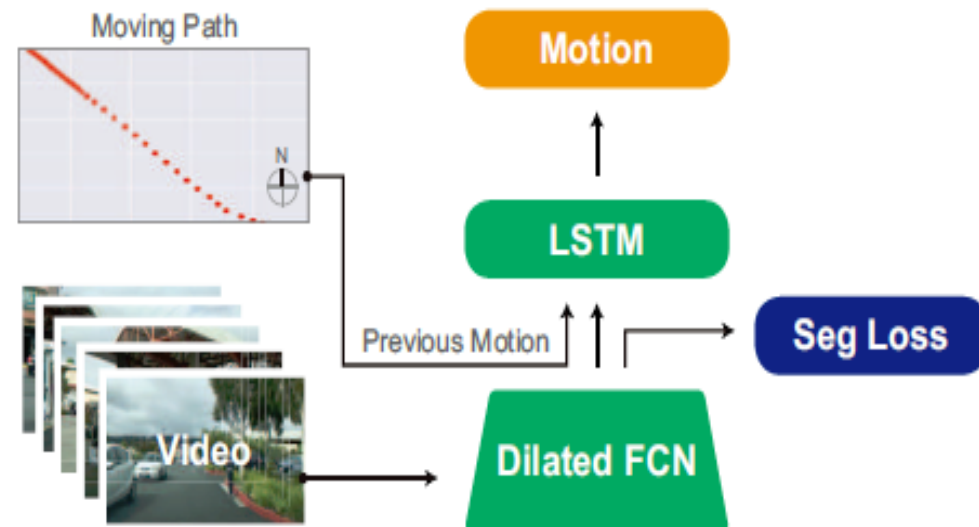 Moving Path
N
Motion
LSTM
Previous Motion
Seg Loss
Video
Dilated FCN